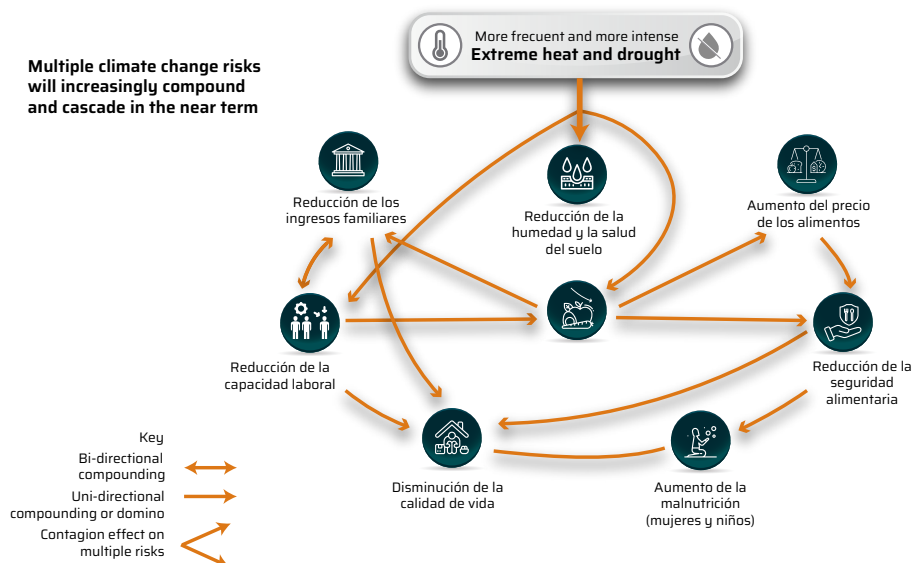 More frecuent and more intense
Extreme heat and drought
Multiple climate change risks
will increasingly compound
and cascade in the near term
Reducción de los
ingresos familiares
Reducción de la
humedad y la salud
del suelo
Aumento del precio
de los alimentos
Reducción de la
capacidad laboral
Reducción de la
seguridad
alimentaria
Disminución de la
calidad de vida
Aumento de la
malnutrición
(mujeres y niños)
Key
Bi-directional
compounding
Uni-directional
compounding or domino
Contagion effect on
multiple risks